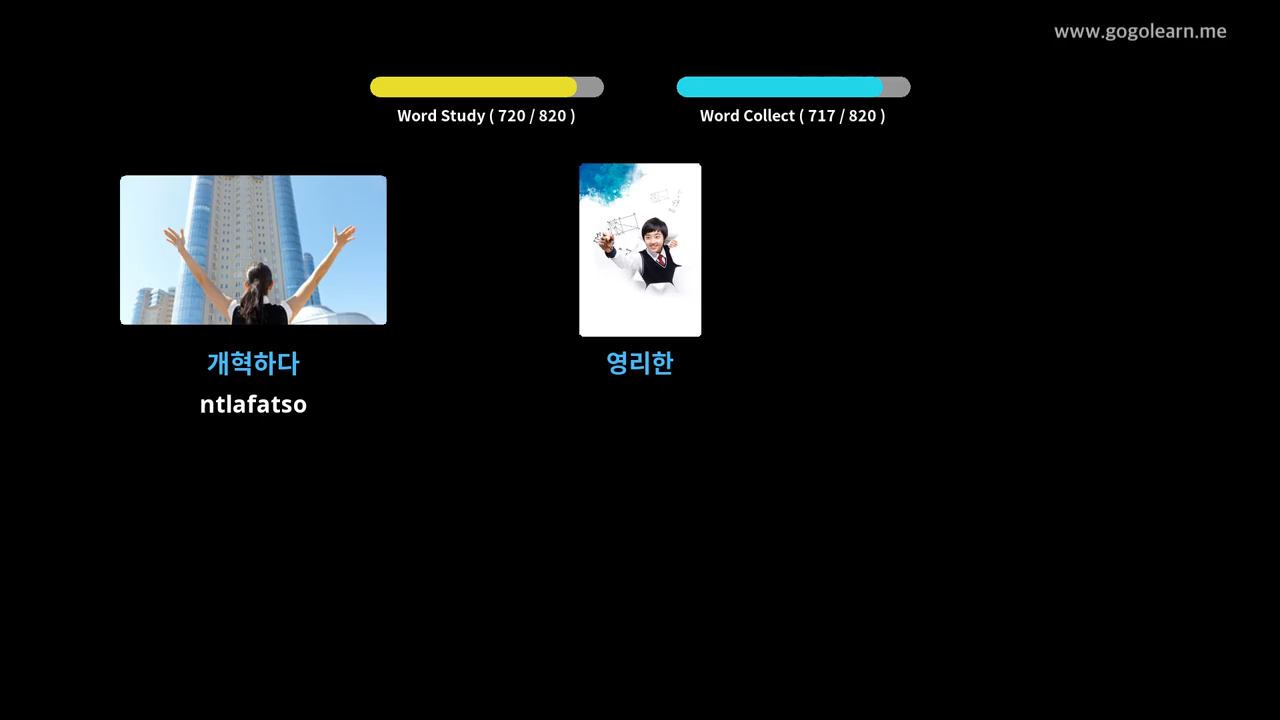 www.gogolearn.me
Word Study ( 720 / 820 )
Word Collect ( 717 / 820 )
개혁하다
영리한
ntlafatso